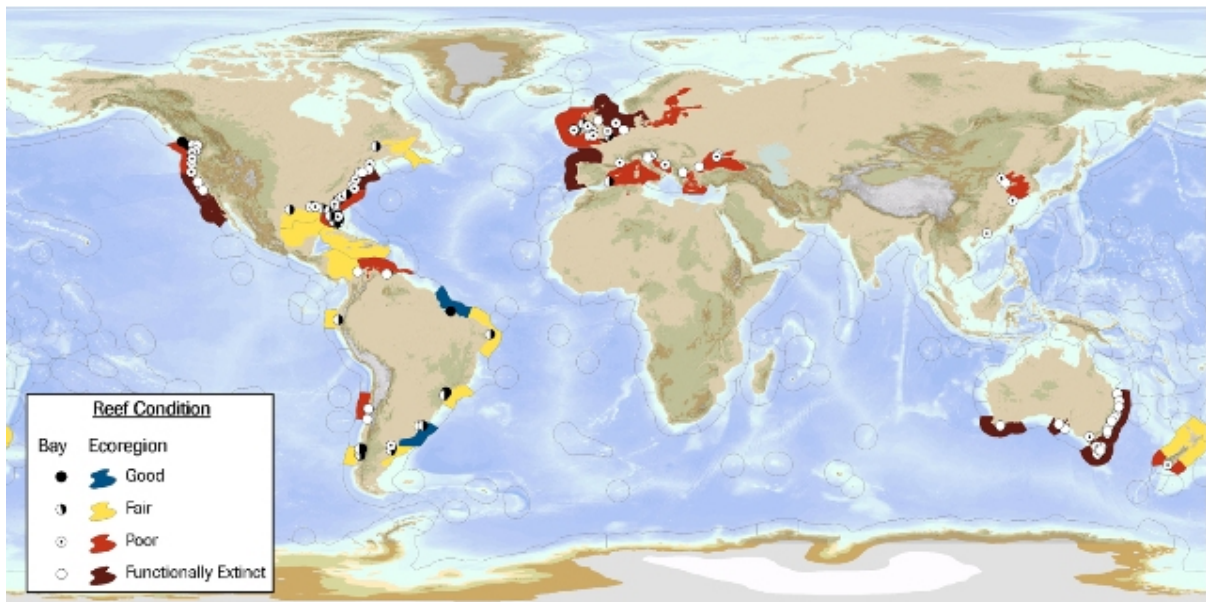 Reef Condition
Bay Ecoregion
Good
Fair
Poor
Functionally Extinct